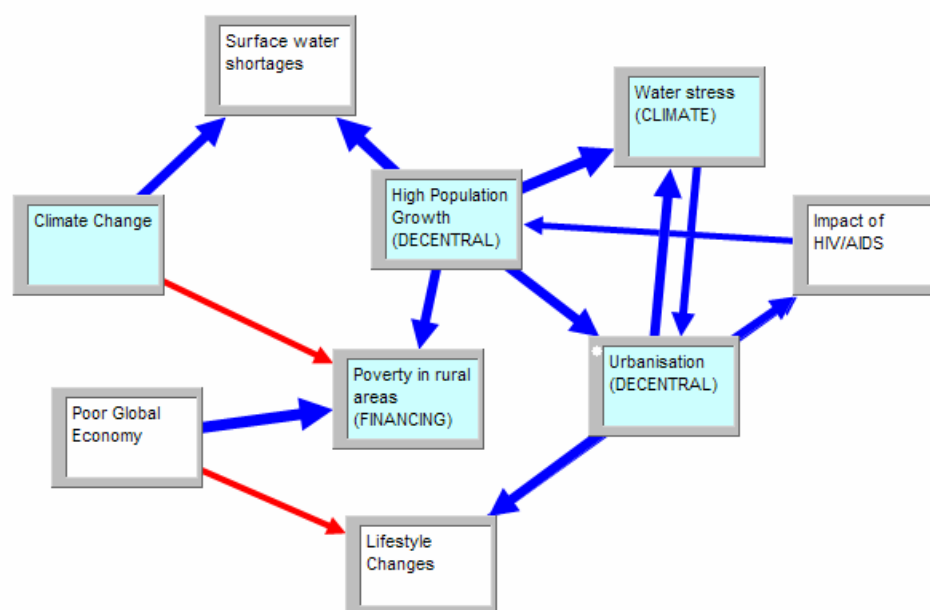 Surface water
shortages
Water stress
(CLIMATE)
High Population
Growth
(DECENTRAL)
Climate Change
Impact of
HIV/AIDS
Poverty in rural
areas
(FINANCING)
Urbanisation
(DECENTRAL)
Poor Global
Economy
Lifestyle
Changes